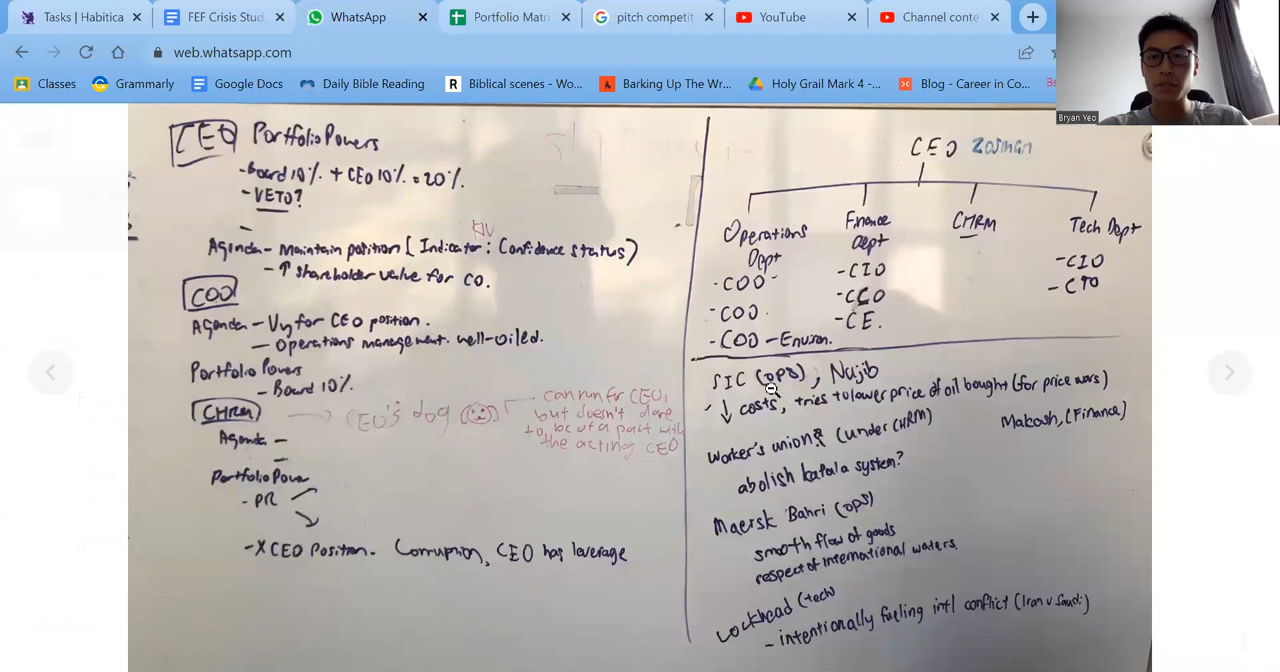 Tasks | Habitica
FEF Crisis Stud
WhatsApp
Portfolio Matri
pitch competit
YouTube
Channel conte
web.whatsapp.com
Classes
Grammarly
Google Docs
Daily Bible Reading
Biblical scenes - Wo...
Barking Up The Wr...
Holy Grail Mark 4 -...
Blog - Career in Co...
Bryan Yeo
CEO Portfolio Powers
- Board 10% + CEO 10% = 20%.
- VETO?
-
Agenda - Maintain position [Indicator: Confidence status)
- ↑ shareholder value for CO.
COO
Agenda - Vy for CEO position.
- Operations management well-oiled.
Portfolio Powers
- Board 10%.
CHRM → CEO's dog
can run for CEO,
but doesn't dare
to be of a part with
the acting CEO
Agenda -
-
Portfolio Power
- PR
- X CEO Position. Corruption, CEO has leverage
CEO Zasman
Operations Dept
- COO
- COO
- COO - Environ.
Finance Dept
- CIO
- CCO
- CE.
CHRM
Tech Dept
- CIO
- CTO
SIC (ops), Najib
↓ costs, tries to lower price of oil bought (for price wars)
Worker's union (under CHRM)
Makash, (Finance)
abolish kafala system?
Maersk Bahri (ops)
smooth flow of goods
respect of international waters.
Lockhead (tech)
- intentionally fueling intl conflict (Iran v Saudi)